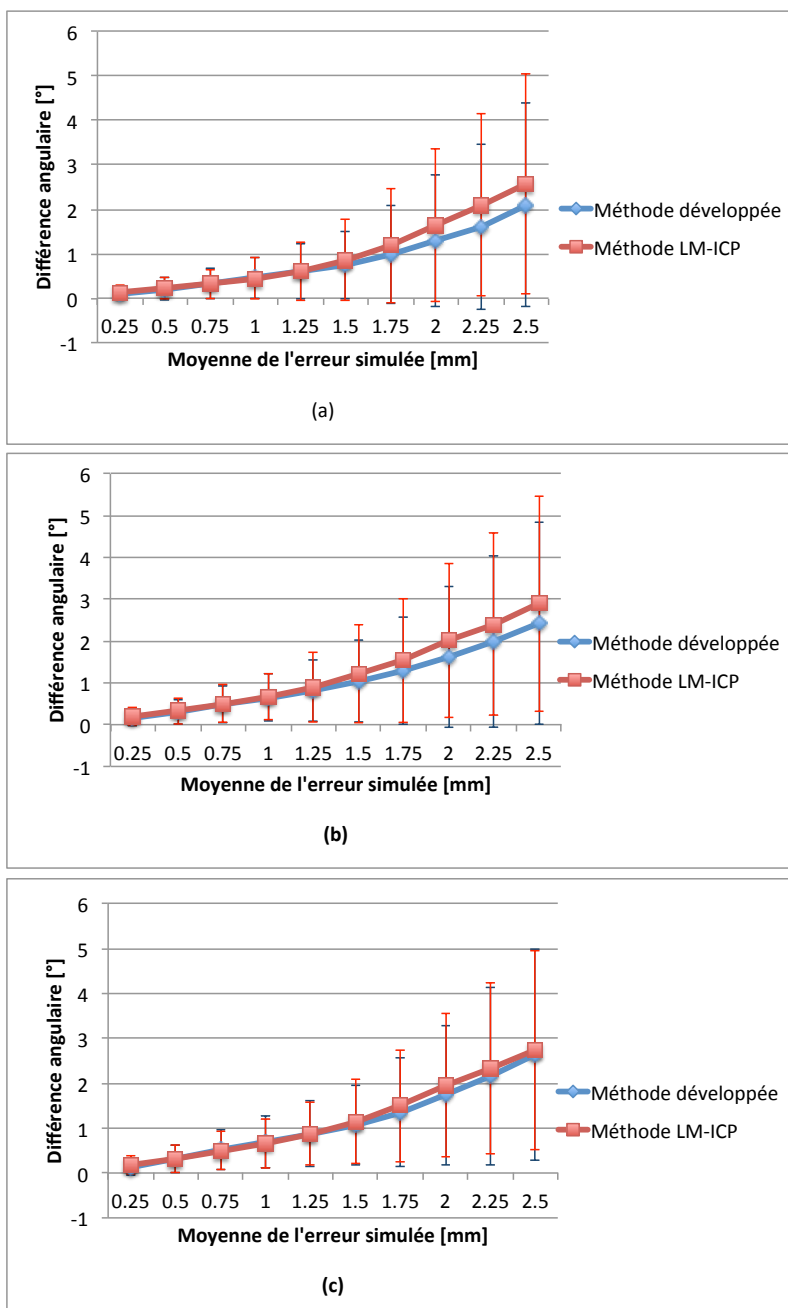 6
5
4
3
2
1
0
-1
Différence angulaire [°]
0.25 0.5 0.75 1 1.25 1.5 1.75 2 2.25 2.5
Moyenne de l'erreur simulée [mm]
Méthode développée
Méthode LM-ICP
(a)
6
5
4
3
2
1
0
-1
Différence angulaire [°]
0.25 0.5 0.75 1 1.25 1.5 1.75 2 2.25 2.5
Moyenne de l'erreur simulée [mm]
Méthode développée
Méthode LM-ICP
(b)
6
5
4
3
2
1
0
-1
Différence angulaire [°]
0.25 0.5 0.75 1 1.25 1.5 1.75 2 2.25 2.5
Moyenne de l'erreur simulée [mm]
Méthode développée
Méthode LM-ICP
(c)